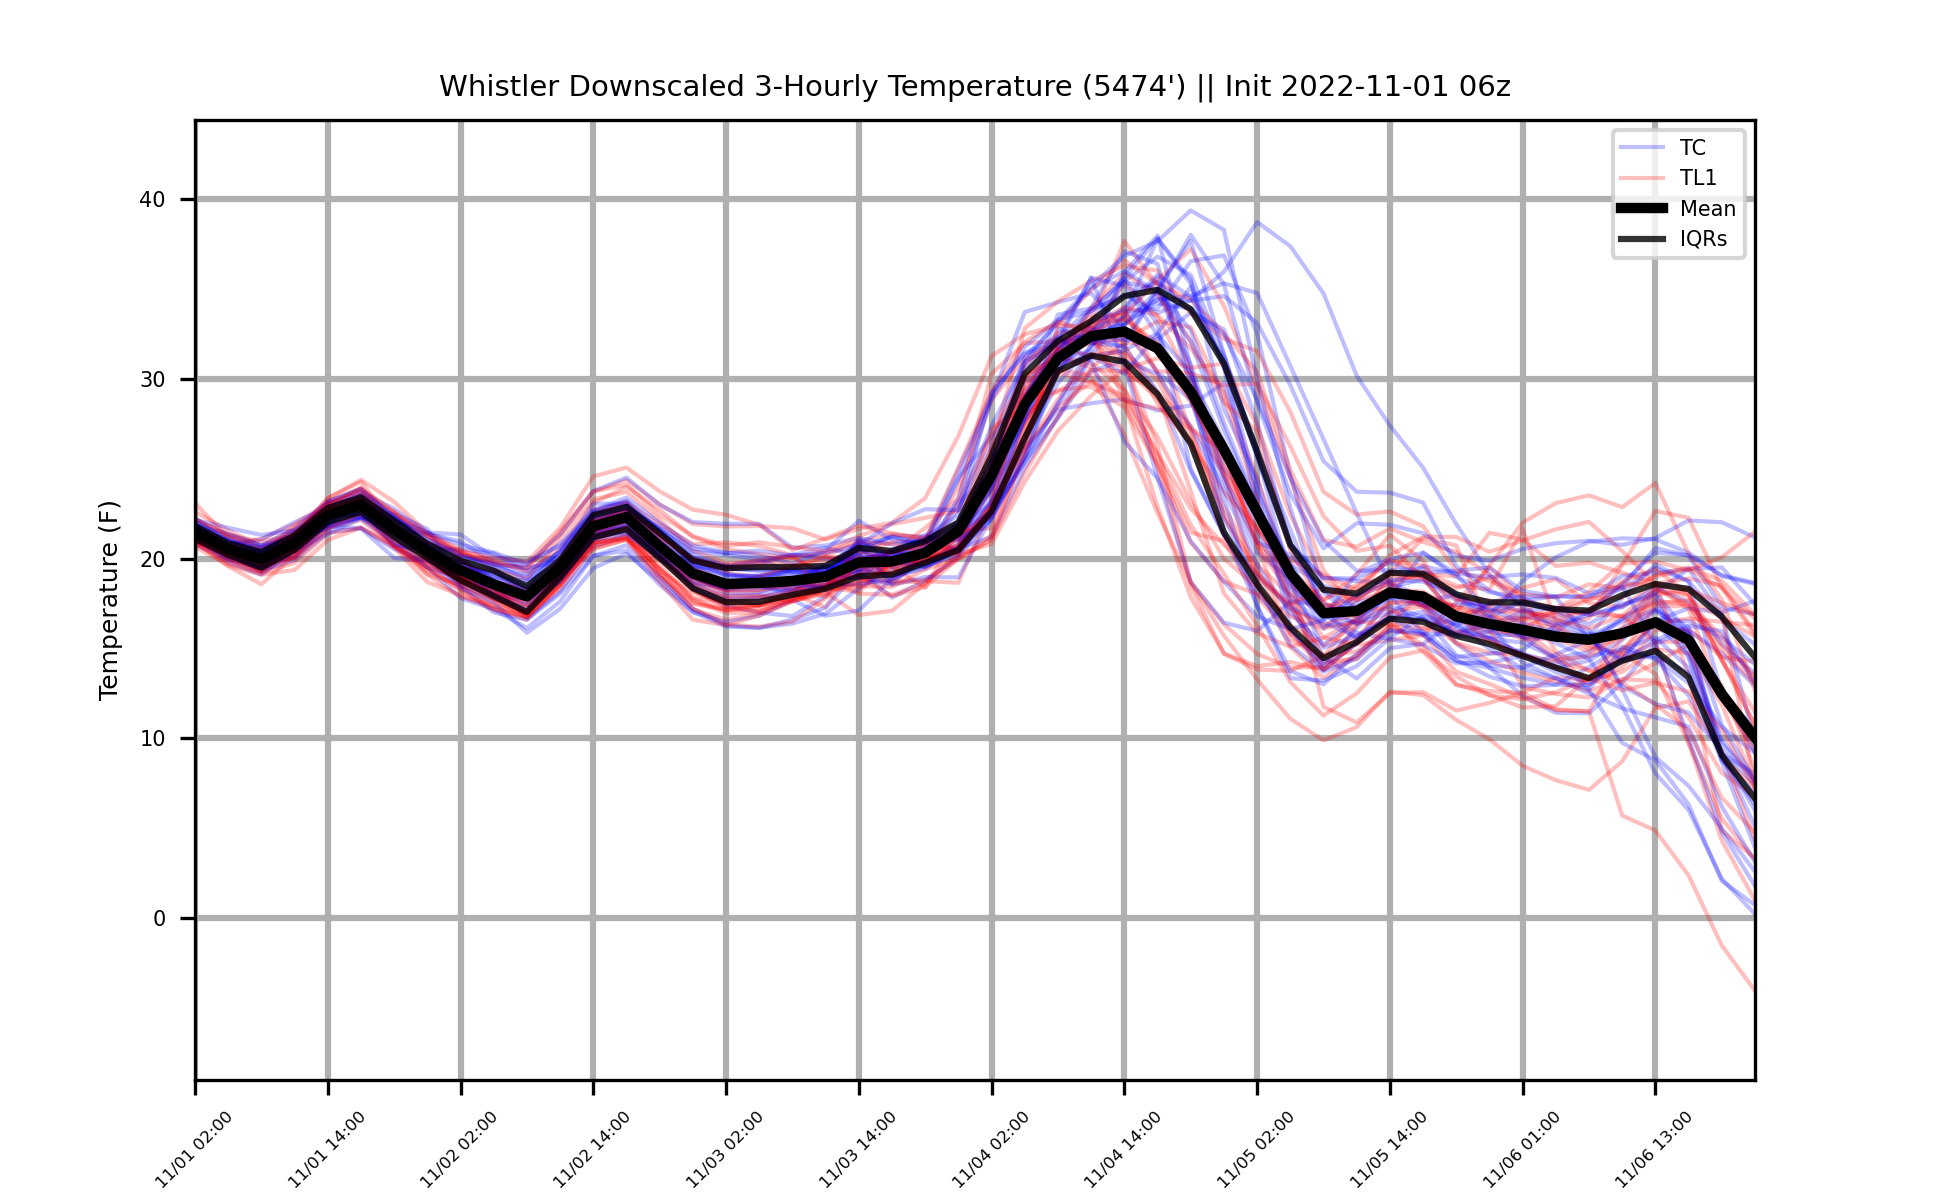 Whistler Downscaled 3-Hourly Temperature (5474') || Init 2022-11-01 06z
TC
TL1
Mean
IQRs
Temperature (F)
40
30
20
10
0
11/01 02:00
11/01 14:00
11/02 02:00
11/02 14:00
11/03 02:00
11/03 14:00
11/04 02:00
11/04 14:00
11/05 02:00
11/05 14:00
11/06 01:00
11/06 13:00